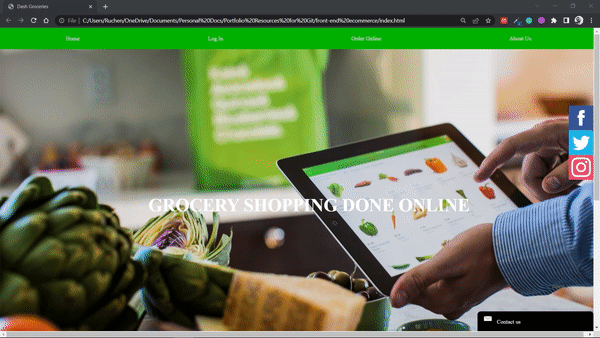 Dash Groceries
File
C:/Users/Ruchen/OneDrive/Documents/Personal%20Docs/Portfolio%20Resources%20for%20Git/front-end%20ecommerce/index.html
Home
Log In
Order Online
About Us
GROCERY SHOPPING DONE ONLINE
Contact us